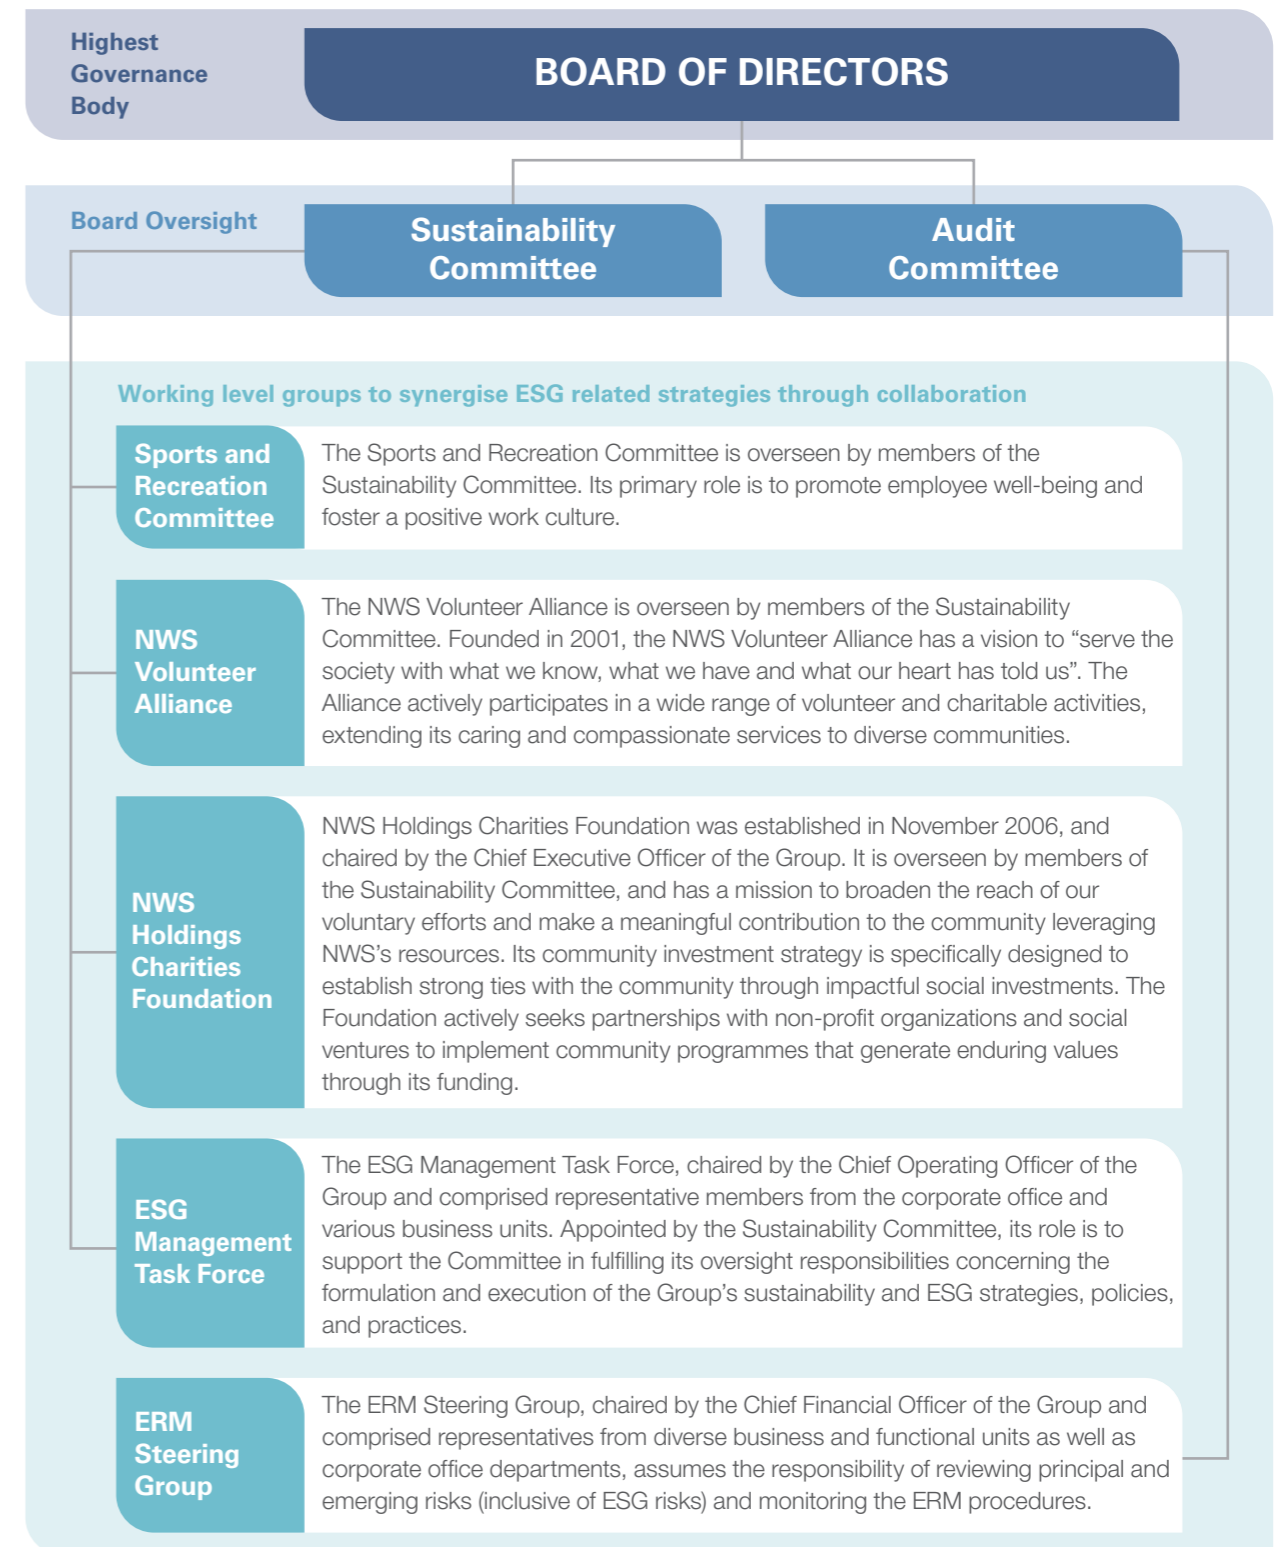 Highest
Governance
Body
BOARD OF DIRECTORS
Board Oversight
Sustainability
Committee
Audit
Committee
Working level groups to synergise ESG related strategies through collaboration
Sports and
Recreation
Committee
The Sports and Recreation Committee is overseen by members of the
Sustainability Committee. Its primary role is to promote employee well-being and
foster a positive work culture.
NWS
Volunteer
Alliance
The NWS Volunteer Alliance is overseen by members of the Sustainability
Committee. Founded in 2001, the NWS Volunteer Alliance has a vision to “serve the
society with what we know, what we have and what our heart has told us”. The
Alliance actively participates in a wide range of volunteer and charitable activities,
extending its caring and compassionate services to diverse communities.
NWS
Holdings
Charities
Foundation
NWS Holdings Charities Foundation was established in November 2006, and
chaired by the Chief Executive Officer of the Group. It is overseen by members of
the Sustainability Committee, and has a mission to broaden the reach of our
voluntary efforts and make a meaningful contribution to the community leveraging
NWS’s resources. Its community investment strategy is specifically designed to
establish strong ties with the community through impactful social investments. The
Foundation actively seeks partnerships with non-profit organizations and social
ventures to implement community programmes that generate enduring values
through its funding.
ESG
Management
Task Force
The ESG Management Task Force, chaired by the Chief Operating Officer of the
Group and comprised representative members from the corporate office and
various business units. Appointed by the Sustainability Committee, its role is to
support the Committee in fulfilling its oversight responsibilities concerning the
formulation and execution of the Group’s sustainability and ESG strategies, policies,
and practices.
ERM
Steering
Group
The ERM Steering Group, chaired by the Chief Financial Officer of the Group and
comprised representatives from diverse business and functional units as well as
corporate office departments, assumes the responsibility of reviewing principal and
emerging risks (inclusive of ESG risks) and monitoring the ERM procedures.